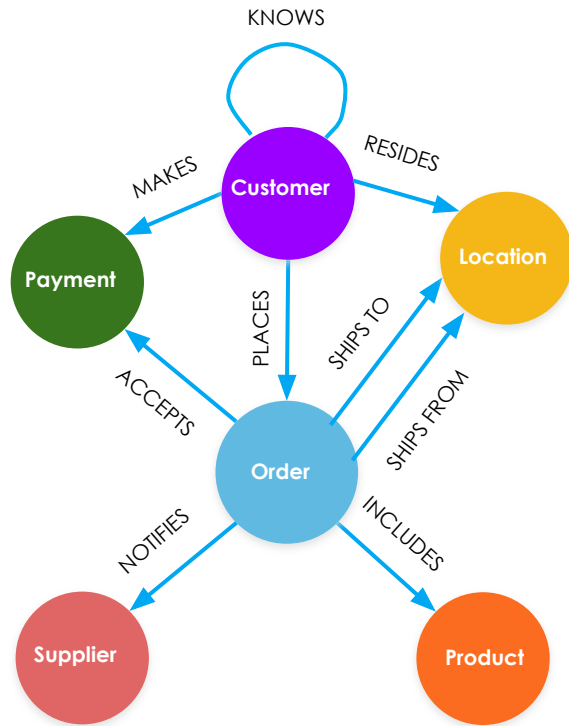 KNOWS
MAKES
RESIDES
Customer
Payment
Location
PLACES
SHIPS TO
ACCEPTS
SHIPS FROM
Order
NOTIFIES
INCLUDES
Supplier
Product